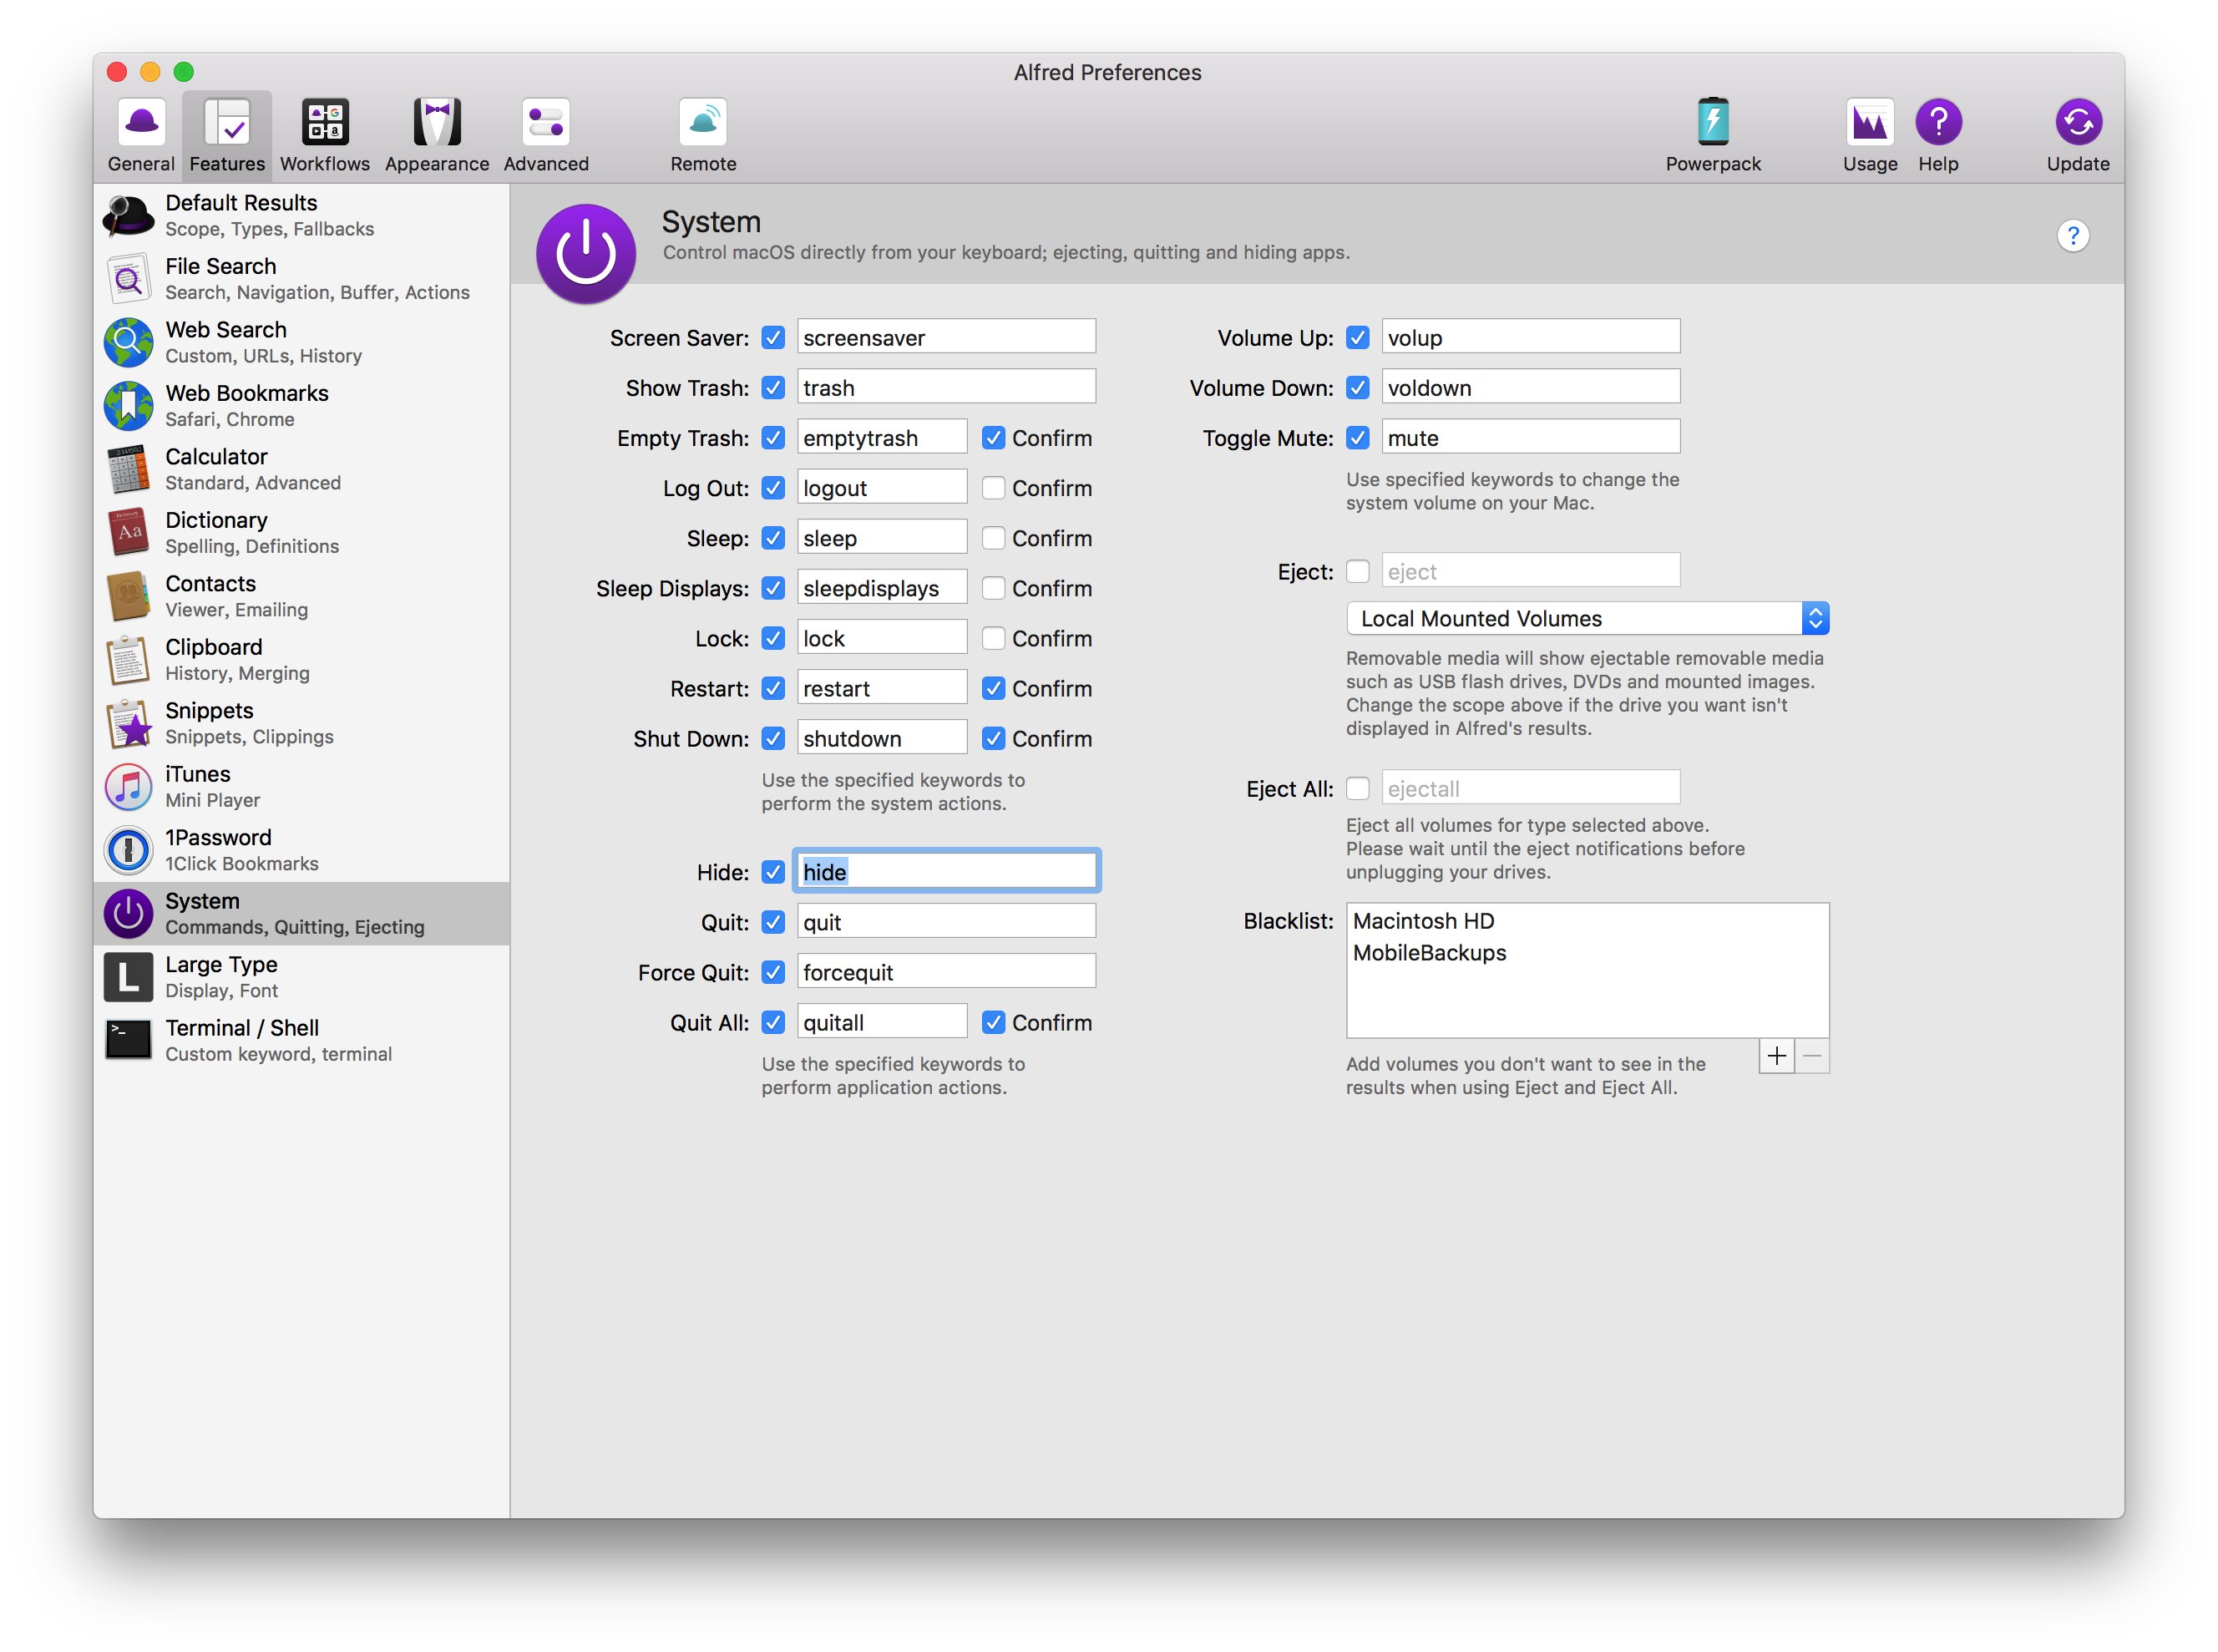 Alfred Preferences
General
Features
Workflows
Appearance
Advanced
Remote
Powerpack
Usage
Help
Update
Default Results
Scope, Types, Fallbacks
File Search
Search, Navigation, Buffer, Actions
Web Search
Custom, URLs, History
Web Bookmarks
Safari, Chrome
Calculator
Standard, Advanced
Dictionary
Spelling, Definitions
Contacts
Viewer, Emailing
Clipboard
History, Merging
Snippets
Snippets, Clippings
iTunes
Mini Player
1Password
1Click Bookmarks
System
Commands, Quitting, Ejecting
L
Large Type
Display, Font
>_
Terminal / Shell
Custom keyword, terminal
System
Control macOS directly from your keyboard; ejecting, quitting and hiding apps.
?
Screen Saver: screensaver
Show Trash: trash
Empty Trash: emptytrash Confirm
Log Out: logout Confirm
Sleep: sleep Confirm
Sleep Displays: sleepdisplays Confirm
Lock: lock Confirm
Restart: restart Confirm
Shut Down: shutdown Confirm
Use the specified keywords to
perform the system actions.
Hide: hide
Quit: quit
Force Quit: forcequit
Quit All: quitall Confirm
Use the specified keywords to
perform application actions.
Volume Up: volup
Volume Down: voldown
Toggle Mute: mute
Use specified keywords to change the
system volume on your Mac.
Eject: eject
Local Mounted Volumes
Removable media will show ejectable removable media
such as USB flash drives, DVDs and mounted images.
Change the scope above if the drive you want isn't
displayed in Alfred's results.
Eject All: ejectall
Eject all volumes for type selected above.
Please wait until the eject notifications before
unplugging your drives.
Blacklist: Macintosh HD
MobileBackups
Add volumes you don't want to see in the
results when using Eject and Eject All.